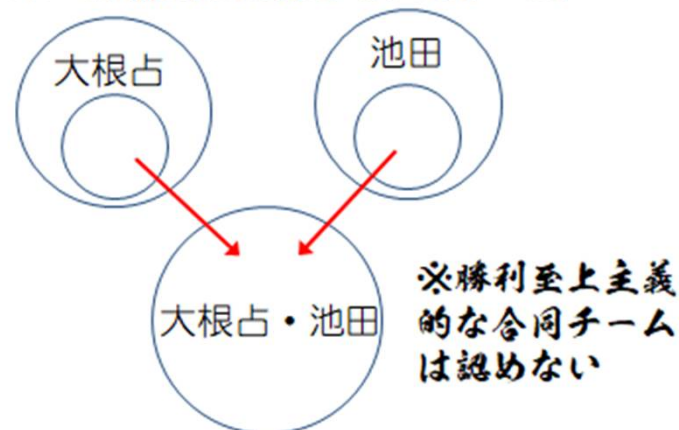 大根占
池田
大根占・池田
※勝利至上主義
的な合同チーム
は認めない